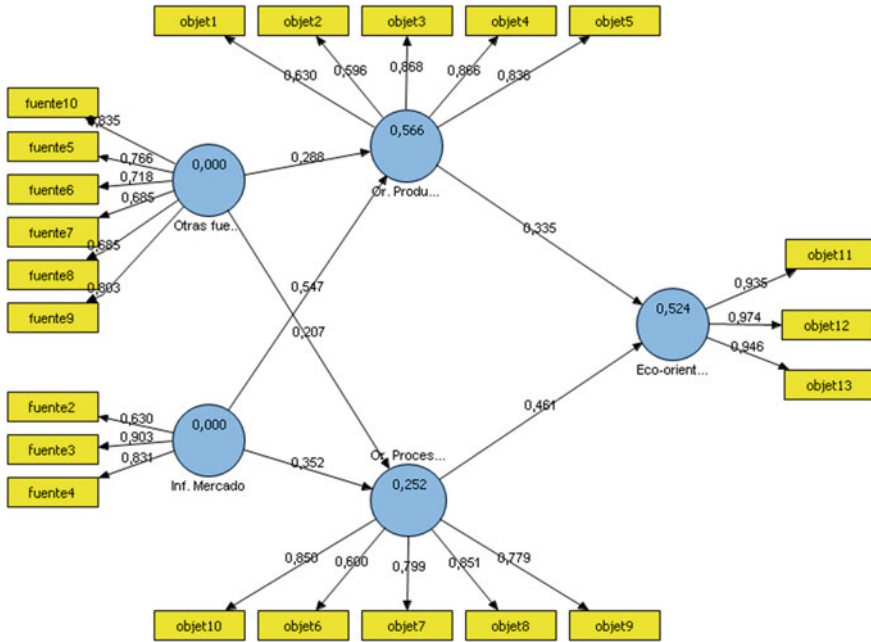 objet1
objet2
objet3
objet4
objet5
0,630
0,596
0,868
0,866
0,836
fuente10
fuente5
fuente6
fuente7
fuente8
fuente9
0,835
0,766
0,718
0,685
0,685
0,803
0,000
Otras fue..
0,288
0,566
Or. Produ...
0,547
0,207
0,335
fuente2
fuente3
fuente4
0,630
0,903
0,831
0,000
Inf. Mercado
0,352
Or. Proces...
0,252
0,461
0,524
Eco-orient...
0,935
0,974
0,946
objet11
objet12
objet13
0,850
0,600
0,799
0,851
0,779
objet10
objet6
objet7
objet8
objet9